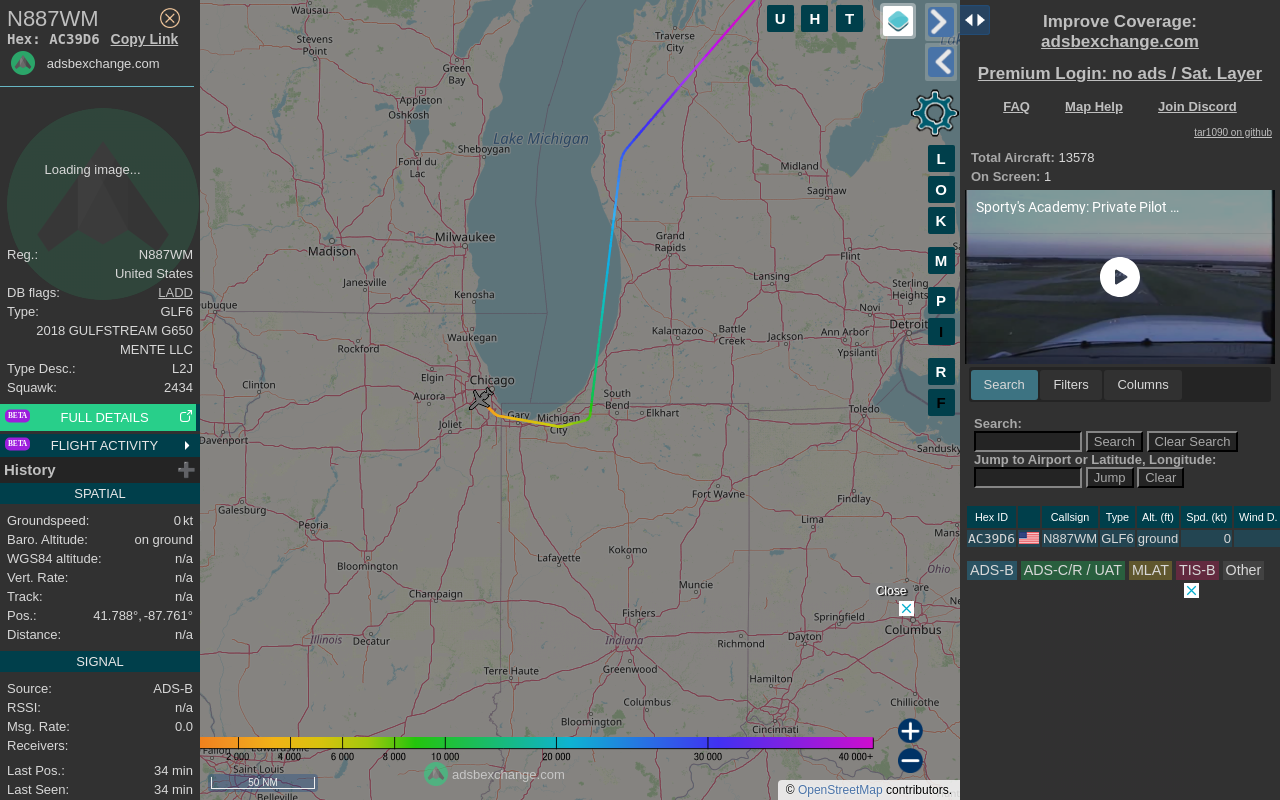 N887WM
Hex: AC39D6 Copy Link
adsbexchange.com
Loading image...
Reg.: N887WM
United States
DB flags: LADD
Type: GLF6
2018 GULFSTREAM G650
MENTE LLC
Type Desc.: L2J
Squawk: 2434
BETA FULL DETAILS
BETA FLIGHT ACTIVITY
History
SPATIAL
Groundspeed: 0 kt
Baro. Altitude: on ground
WGS84 altitude: n/a
Vert. Rate: n/a
Track: n/a
Pos.: 41.788°, -87.761°
Distance: n/a
SIGNAL
Source: ADS-B
RSSI: n/a
Msg. Rate: 0.0
Receivers:
Last Pos.: 34 min
Last Seen: 34 min
Wausau
Stevens
Point
Green
Bay
Traverse
City
Appleton
Oshkosh
Lake Michigan
Sheboygan
Fond du
Lac
Midland
Saginaw
Milwaukee
Madison
Grand
Rapids
Flint
Janesville
Lansing
Sterling
Heights
Kenosha
Novi
Waukegan
Kalamazoo
Battle
Creek
Jackson
Ann Arbor
Detroit
Ypsilanti
Rockford
Elgin
Chicago
Clinton
Aurora
South
Bend
Toledo
Gary
Michigan
City
Elkhart
Joliet
Davenport
Sandusky
Galesburg
Fort Wayne
Findlay
Peoria
Lima
Kokomo
Lafayette
Bloomington
Muncie
Ohio
Champaign
Fishers
Springfield
Columbus
Illinois
Decatur
Indiana
Richmond
Dayton
Terre Haute
Greenwood
Hamilton
Columbus
Chillicothe
Bloomington
Cincinnati
Saint Louis
Belleville
U H T
L
O
K
M
P
I
R
F
Close
2 000 4 000 6 000 8 000 10 000 20 000 30 000 40 000+
50 NM
adsbexchange.com
© OpenStreetMap contributors.
Improve Coverage:
adsbexchange.com
Premium Login: no ads / Sat. Layer
FAQ Map Help Join Discord
tar1090 on github
Total Aircraft: 13578
On Screen: 1
Sporty's Academy: Private Pilot ...
Search Filters Columns
Search:
Search Clear Search
Jump to Airport or Latitude, Longitude:
Jump Clear
Hex ID Callsign Type Alt. (ft) Spd. (kt) Wind D.
AC39D6 N887WM GLF6 ground 0
ADS-B ADS-C/R / UAT MLAT TIS-B Other